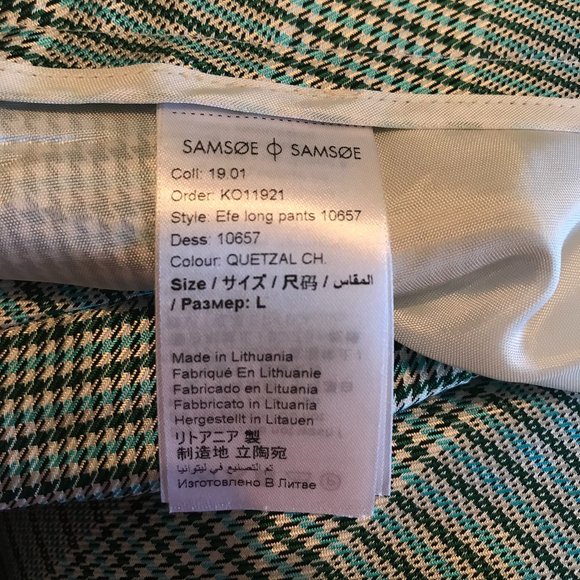 SAMSØE ɸ SAMSØE
Coll: 19.01
Order: KO11921
Style: Efe long pants 10657
Dess: 10657
Colour: QUETZAL CH.
Size / サイズ / 尺码 / المقاس
/ Размер: L
Made in Lithuania
Fabriqué En Lithuanie
Fabricado en Lituania
Fabbricato in Lituania
Hergestellt in Litauen
リトアニア 製
制造地 立陶宛
تم التصنيع في ليتوانيا
Изготовлено В Литве